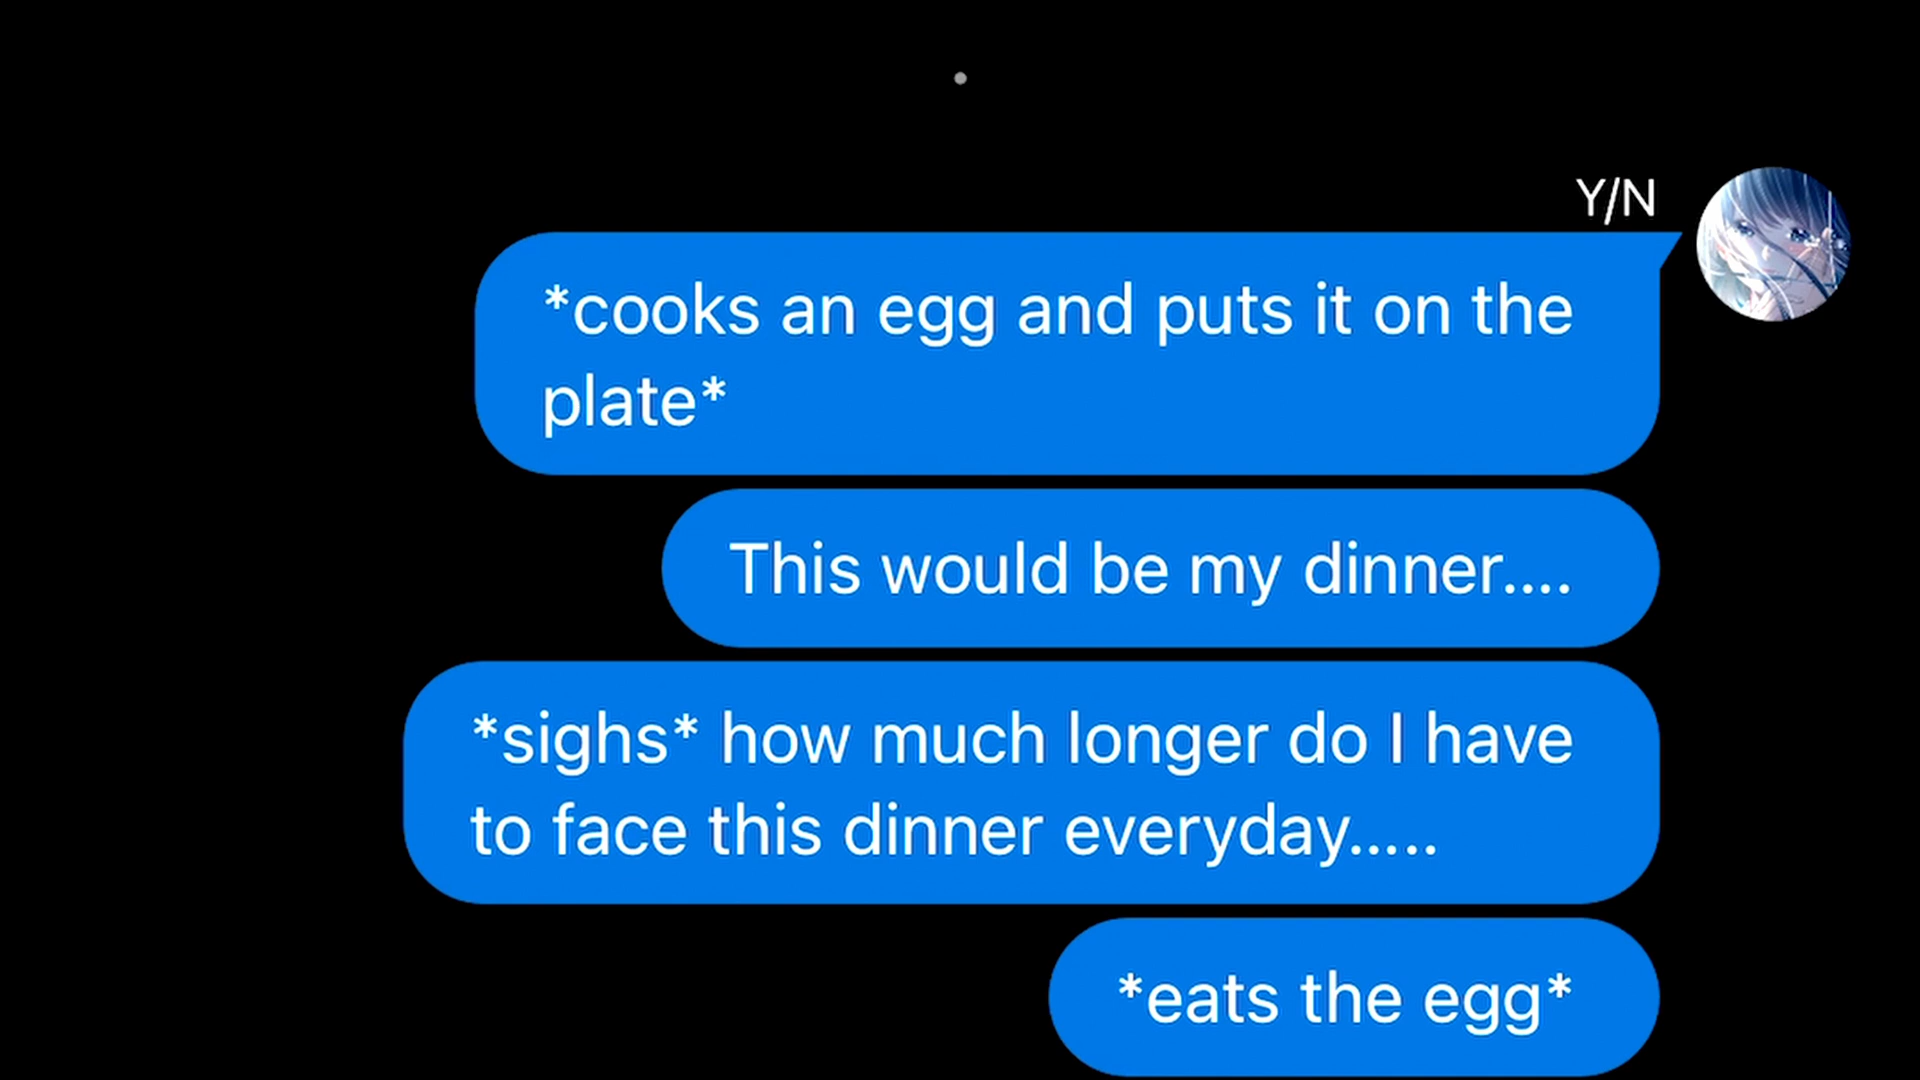 Y/N
*cooks an egg and puts it on the
plate*
This would be my dinner....
*sighs* how much longer do I have
to face this dinner everyday.....
*eats the egg*